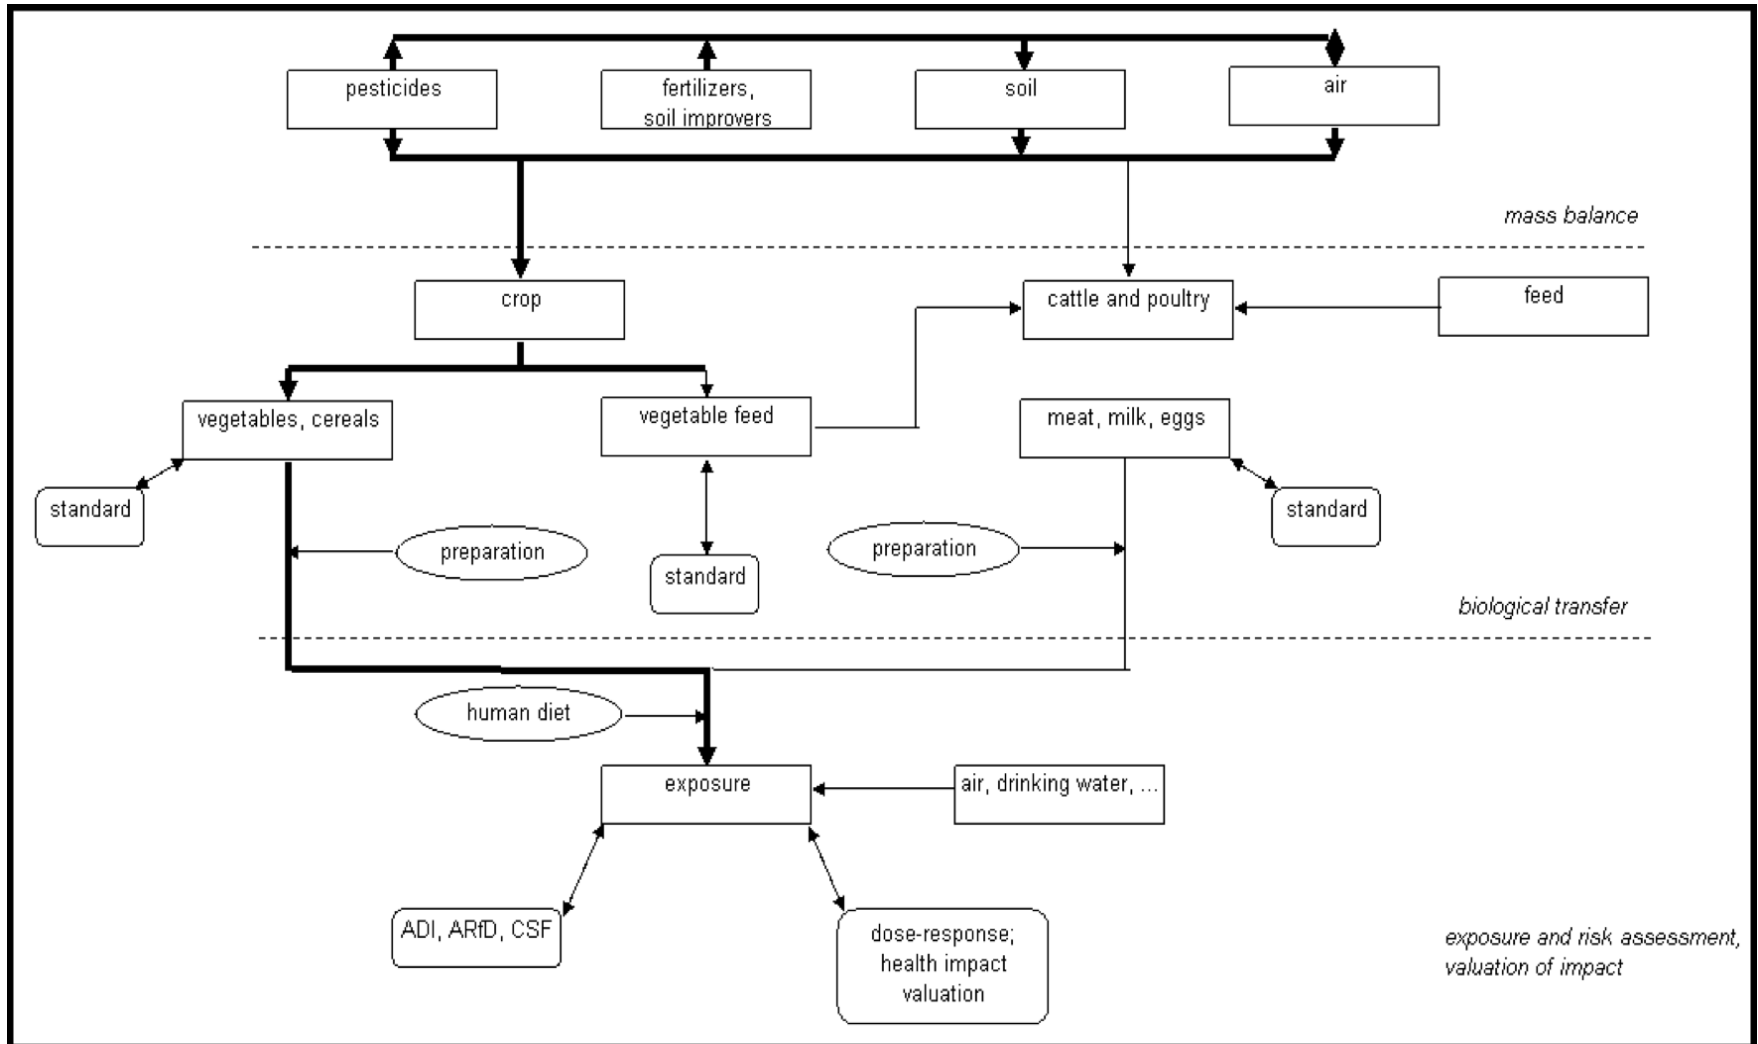 pesticides
fertilizers,
soil improvers
soil
air
mass balance
crop
cattle and poultry
feed
vegetables, cereals
vegetable feed
meat, milk, eggs
standard
standard
preparation
preparation
standard
biological transfer
human diet
exposure
air, drinking water, ...
ADI, ARfD, CSF
dose-response;
health impact
valuation
exposure and risk assessment,
valuation of impact